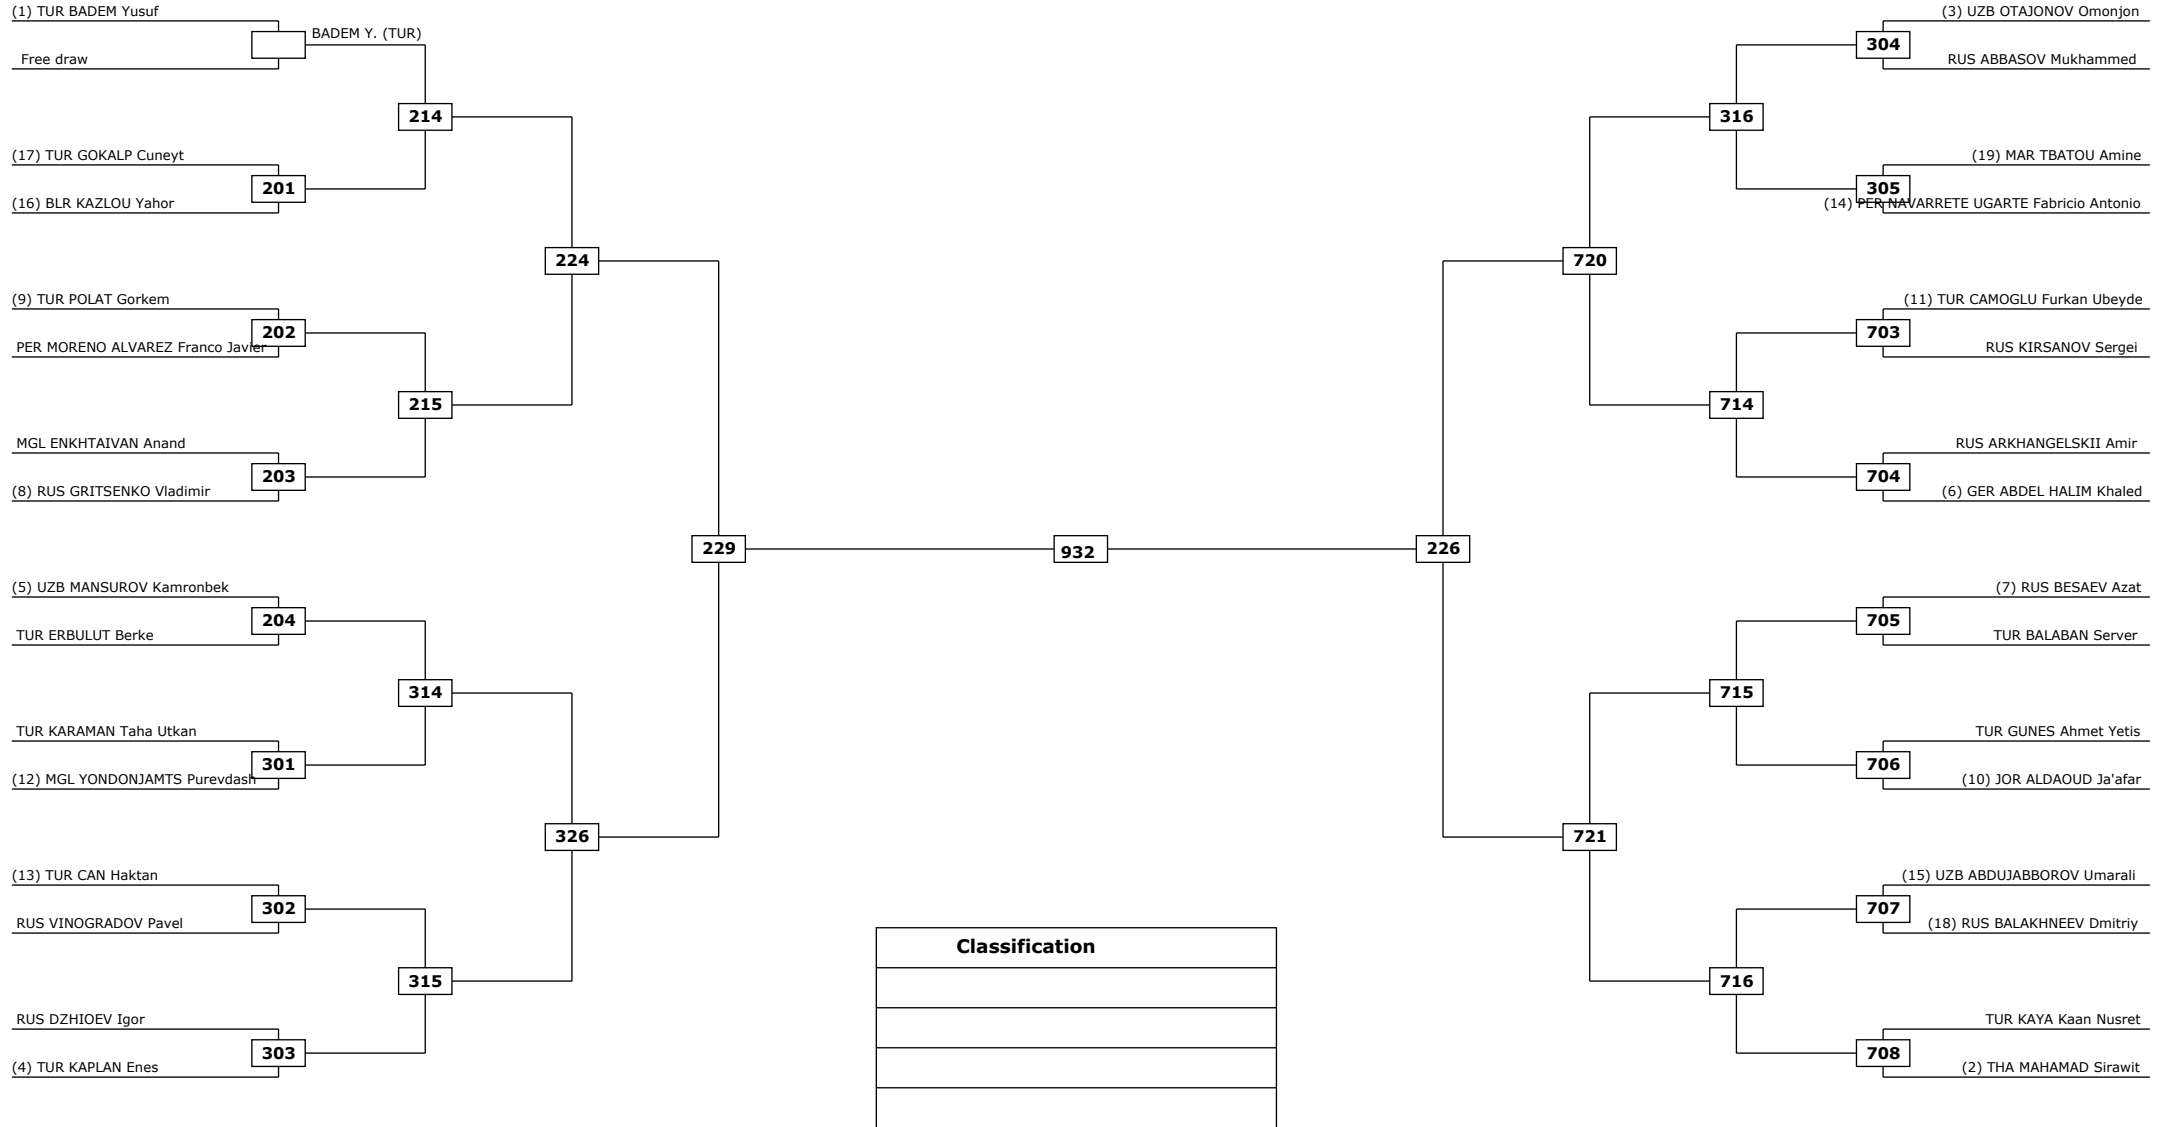 (1) TUR BADEM Yusuf
BADEM Y. (TUR)
Free draw
214
(17) TUR GOKALP Cuneyt
201
(16) BLR KAZLOU Yahor
224
(9) TUR POLAT Gorkem
202
PER MORENO ALVAREZ Franco Javier
215
MGL ENKHTAIVAN Anand
203
(8) RUS GRITSENKO Vladimir
229
(5) UZB MANSUROV Kamronbek
204
TUR ERBULUT Berke
314
TUR KARAMAN Taha Utkan
301
(12) MGL YONDONJAMTS Purevdash
326
(13) TUR CAN Haktan
302
RUS VINOGRADOV Pavel
315
RUS DZHIOEV Igor
303
(4) TUR KAPLAN Enes
932
Classification
(3) UZB OTAJONOV Omonjon
304
RUS ABBASOV Mukhammed
316
(19) MAR TBATOU Amine
305
(14) PER NAVARRETE UGARTE Fabricio Antonio
720
(11) TUR CAMOGLU Furkan Ubeyde
703
RUS KIRSANOV Sergei
714
RUS ARKHANGELSKII Amir
704
(6) GER ABDEL HALIM Khaled
226
(7) RUS BESAEV Azat
705
TUR BALABAN Server
715
TUR GUNES Ahmet Yetis
706
(10) JOR ALDAOUD Ja'afar
721
(15) UZB ABDUJABBOROV Umarali
707
(18) RUS BALAKHNEEV Dmitriy
716
TUR KAYA Kaan Nusret
708
(2) THA MAHAMAD Sirawit